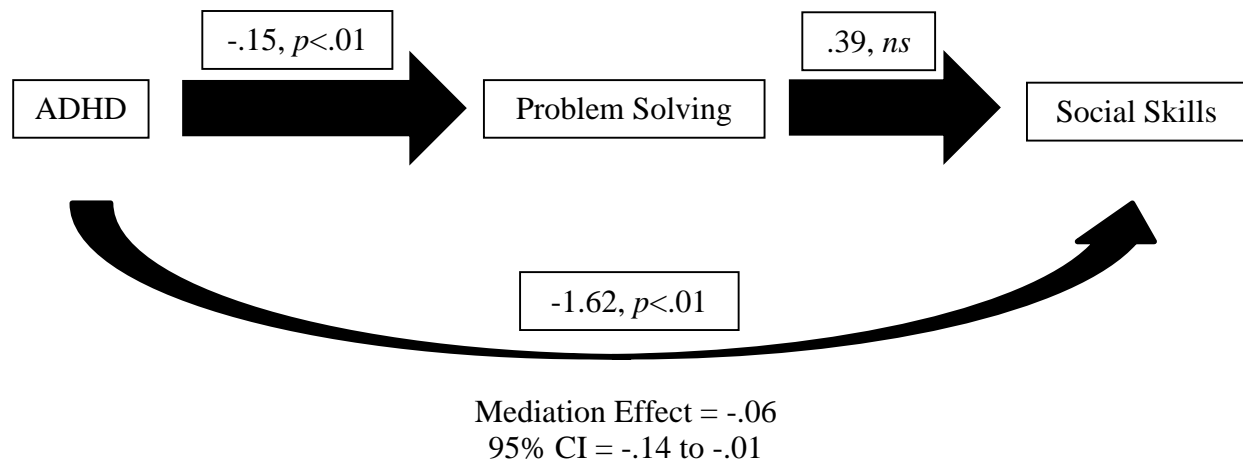 -.15, p<.01
.39, ns
ADHD
Problem Solving
Social Skills
-1.62, p<.01
Mediation Effect = -.06
95% CI = -.14 to -.01